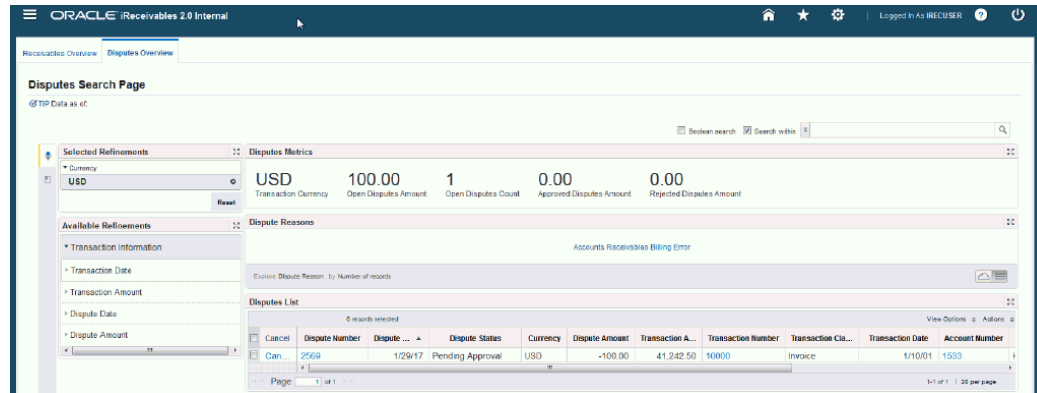 ORACLE iReceivables 2.0 Internal
Logged In As IRECUSER ?
Receivables Overview Disputes Overview
Disputes Search Page
TIP Data as of:
Boolean search Search within
Selected Refinements
Currency
USD
Reset
Available Refinements
Transaction Information
Transaction Date
Transaction Amount
Dispute Date
Dispute Amount
Disputes Metrics
USD 100.00 1 0.00 0.00
Transaction Currency Open Disputes Amount Open Disputes Count Approved Disputes Amount Rejected Disputes Amount
Dispute Reasons
Accounts Receivables Billing Error
Explore Dispute Reason by Number of records
Disputes List
0 records selected View Options Actions
Cancel Dispute Number Dispute ... Dispute Status Currency Dispute Amount Transaction A... Transaction Number Transaction Cla... Transaction Date Account Number
Can... 2569 1/29/17 Pending Approval USD -100.00 41,242.50 10000 Invoice 1/10/01 1533
Page 1 of 1 1-1 of 1 | 25 per page